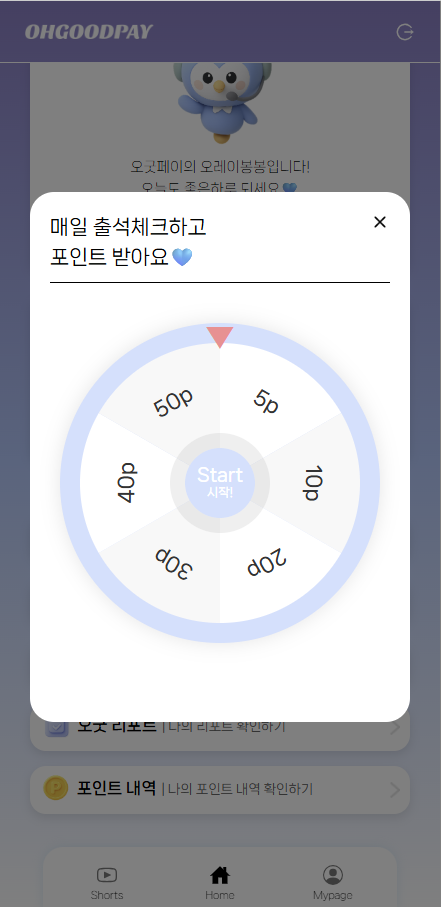 OHGOODPAY
오굿페이의 오레이봉봉입니다!
오늘도 좋은하루 되세요💙
매일 출석체크하고
포인트 받아요💙
×
50p
5p
40p
10p
30p
20p
Start
시작!
오굿 리포트 | 나의 리포트 확인하기
포인트 내역 | 나의 포인트 내역 확인하기
Shorts
Home
Mypage